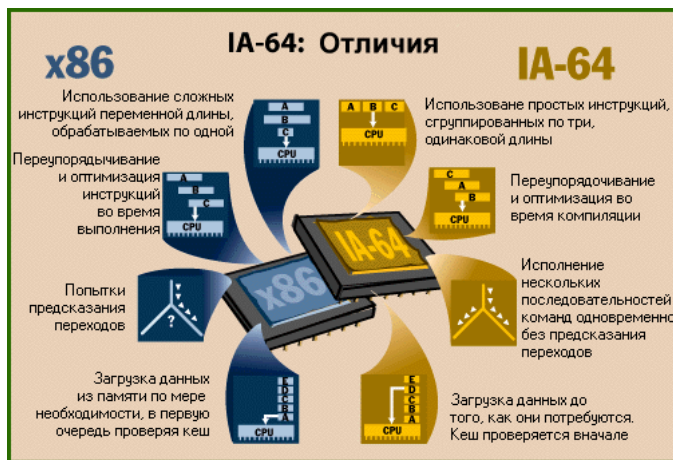 IA-64: Отличия
x86
IA-64
Использование сложных
инструкций переменной длины,
обрабатываемых по одной
A
B
C
CPU
A B C
CPU
Использоване простых инструкций,
сгруппированных по три,
одинаковой длины
Переупорядычивание
и оптимизация
инструкций
во время
выполнения
A
B
C
CPU
C
A
B
CPU
Переупорядочивание
и оптимизация во
время компиляции
x86
IA-64
Попытки
предсказания
переходов
?
Исполнение
нескольких
последовательностей
команд одновременно
без предсказания
переходов
Загрузка данных
из памяти по мере
необходимости, в первую
очередь проверяя кеш
E
D
C
B
A
CPU
E
D
C
B
A
CPU
Загрузка данных до
того, как они потребуются.
Кеш проверяется вначале